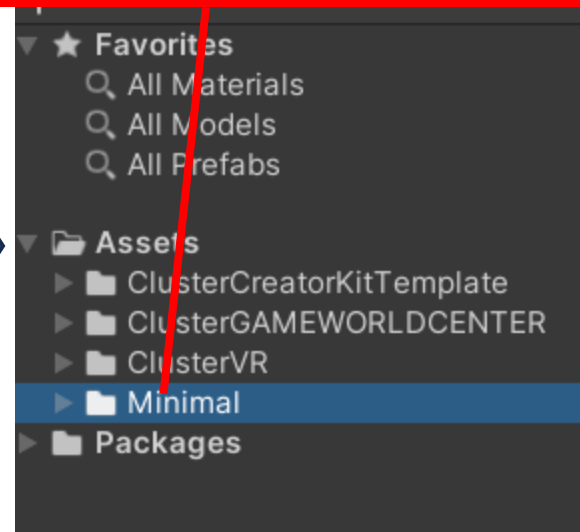 Favorites
All Materials
All Models
All Prefabs
Assets
ClusterCreatorKitTemplate
ClusterGAMEWORLDCENTER
ClusterVR
Minimal
Packages